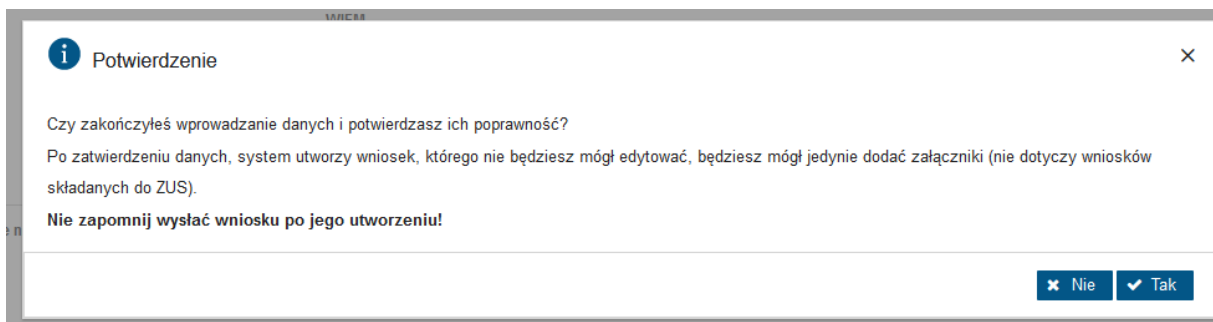 WIEM
Potwierdzenie
Czy zakończyłeś wprowadzanie danych i potwierdzasz ich poprawność?
Po zatwierdzeniu danych, system utworzy wniosek, którego nie będziesz mógł edytować, będziesz mógł jedynie dodać załączniki (nie dotyczy wniosków
składanych do ZUS).
Nie zapomnij wysłać wniosku po jego utworzeniu!
e n
Nie Tak